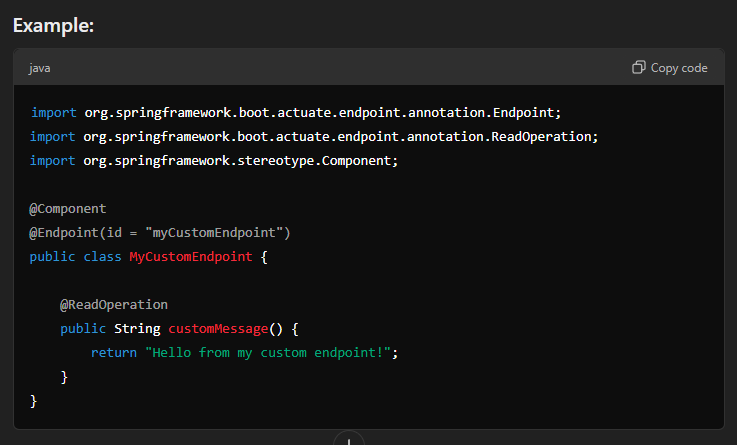 Example:
java
Copy code
import org.springframework.boot.actuate.endpoint.annotation.Endpoint;
import org.springframework.boot.actuate.endpoint.annotation.ReadOperation;
import org.springframework.stereotype.Component;
@Component
@Endpoint(id = "myCustomEndpoint")
public class MyCustomEndpoint {
@ReadOperation
public String customMessage() {
return "Hello from my custom endpoint!";
}
}